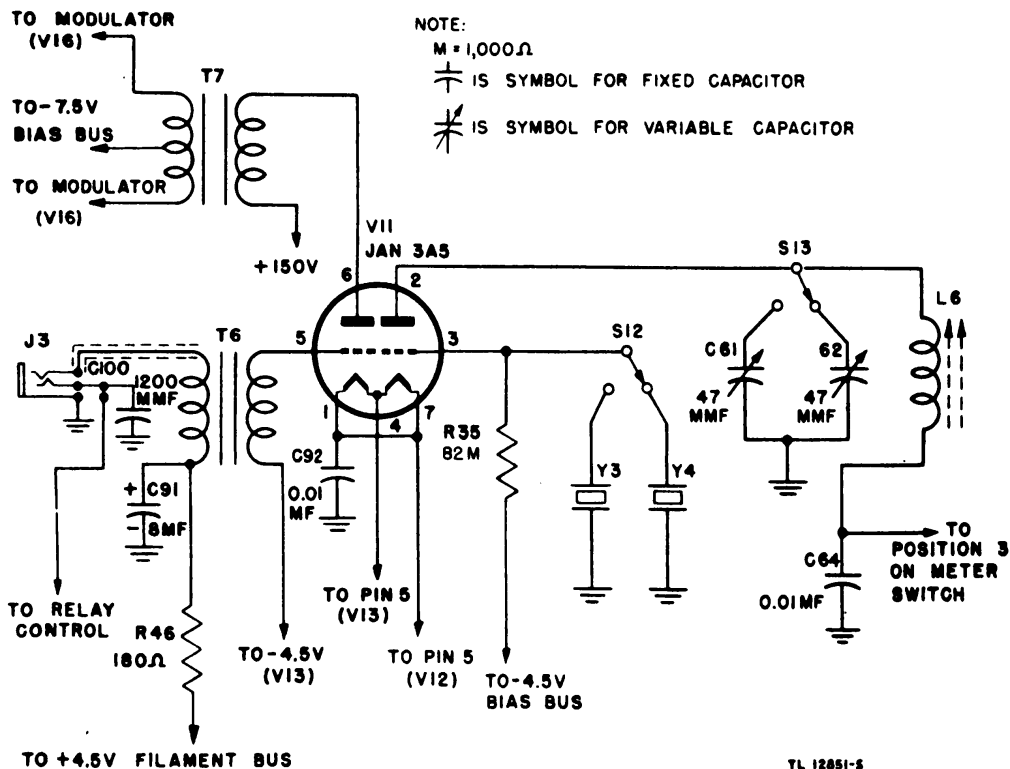 TO MODULATOR
(V16)
T7
TO-7.5V
BIAS BUS
TO MODULATOR
(V16)
+150V
NOTE:
M = 1,000Ω
IS SYMBOL FOR FIXED CAPACITOR
IS SYMBOL FOR VARIABLE CAPACITOR
V11
JAN 3A5
6
2
5
3
1
4
7
J3
C100
1200
MMF
T6
+ C91
- 8MF
TO RELAY
CONTROL
R46
180Ω
TO +4.5V FILAMENT BUS
TO-4.5V
(V13)
C92
0.01
MF
TO PIN 5
(V13)
TO PIN 5
(V12)
R35
82M
TO-4.5V
BIAS BUS
S12
Y3
Y4
S13
C61
47
MMF
62
47
MMF
L6
C64
0.01MF
TO
POSITION 3
ON METER
SWITCH
TL 12851-S